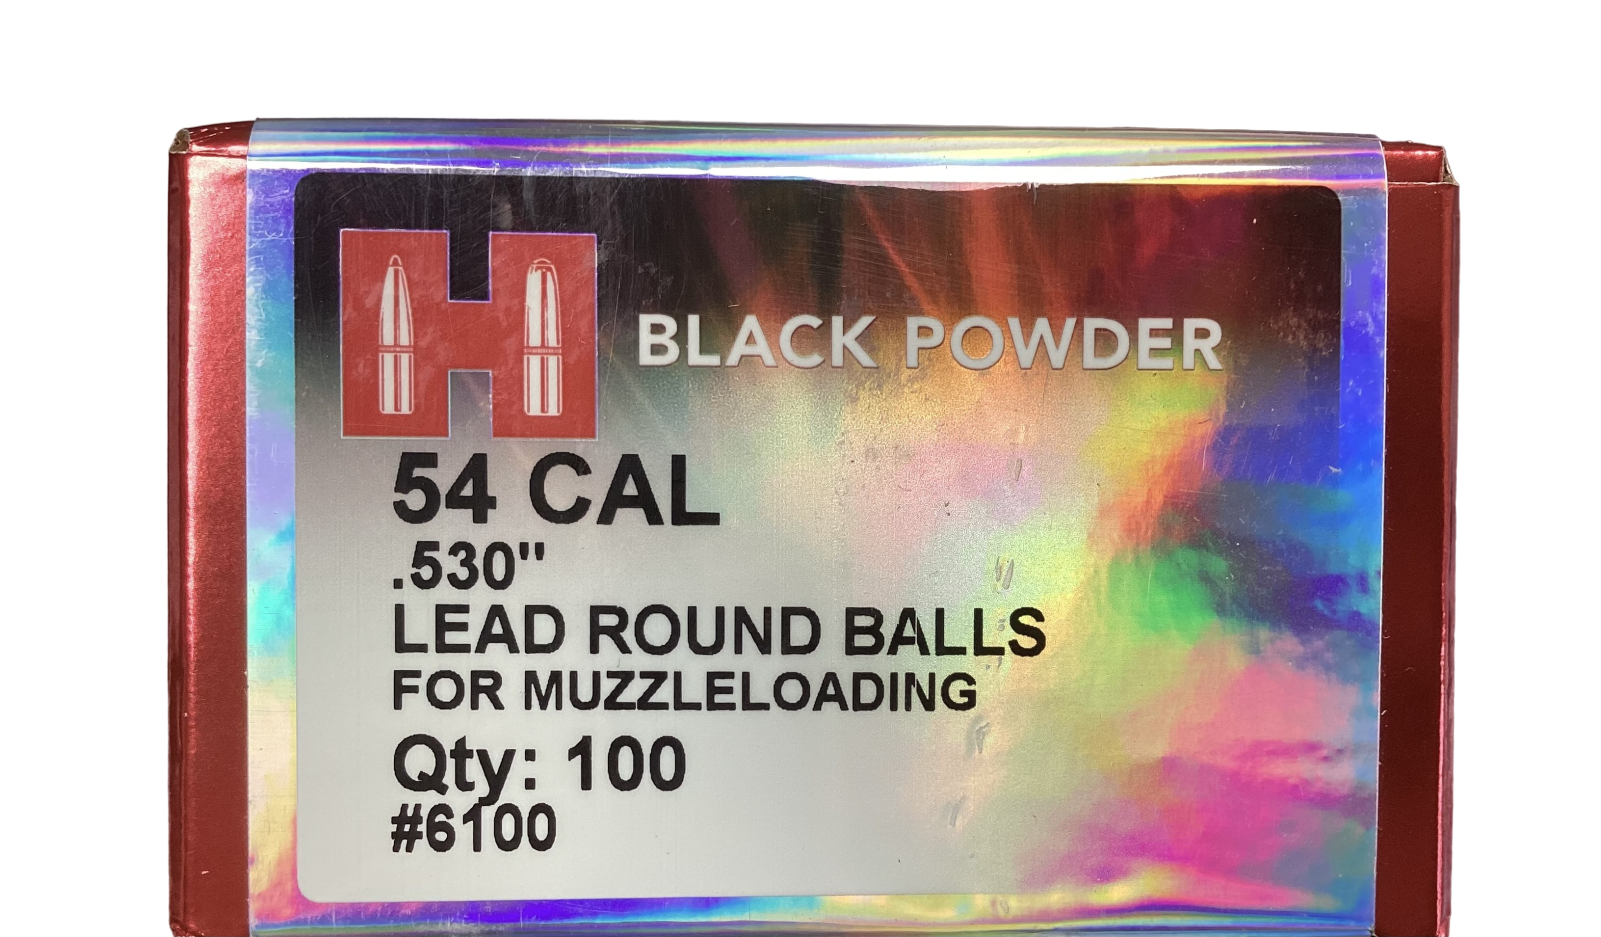 H
BLACK POWDER
54 CAL
.530"
LEAD ROUND BALLS
FOR MUZZLELOADING
Qty: 100
#6100